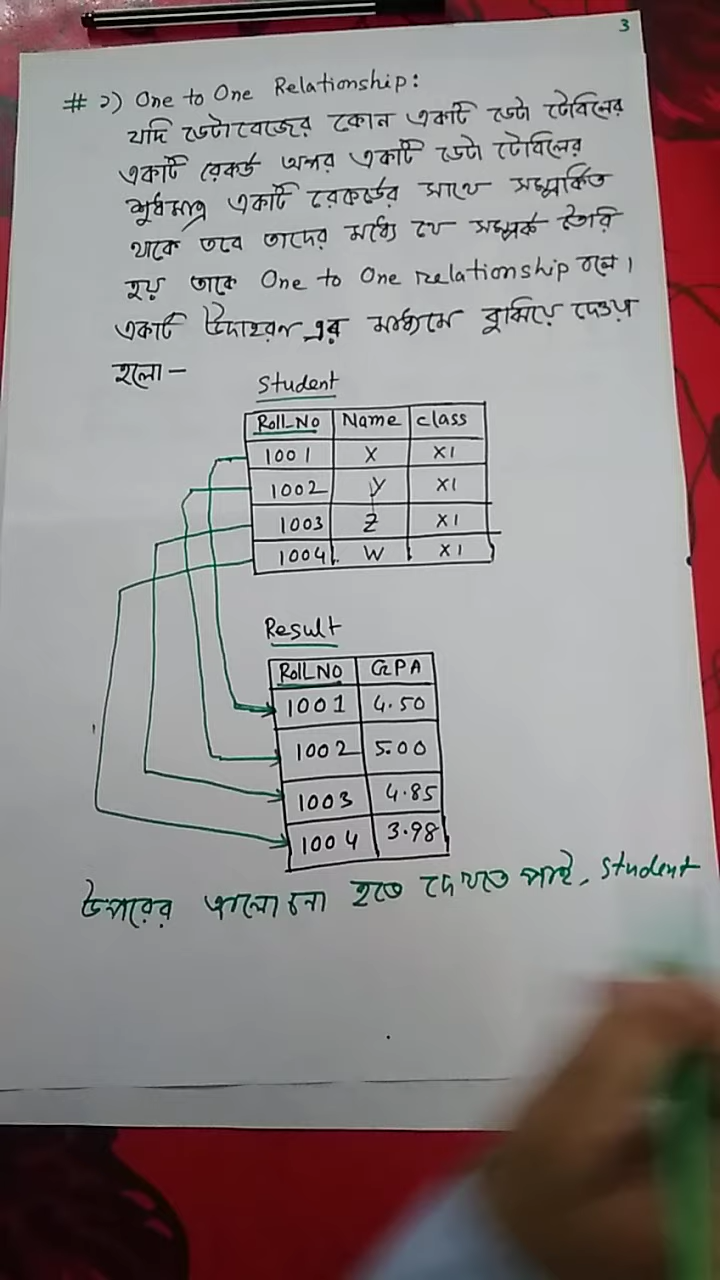 3
# ২) One to One Relationship:
যদি ডেটাবেজের কোন একটি ডেটা টেবিলের
একটি রেকর্ড অপর একটি ডেটা টেবিলের
শুধুমাত্র একটি রেকর্ডের সাথে সম্পর্কিত
থাকে তবে তাদের মধ্যে যে সম্পর্ক তৈরি
হয় তাকে One to One Relationship বলে।
একটি উদাহরণ এর মাধ্যমে বুঝিয়ে দেওয়া
হলো -
Student
Roll_No Name class
1001 X XI
1002 Y XI
1003 Z XI
1004 W XI
Result
Roll_No GPA
1001 4.50
1002 5.00
1003 4.85
1004 3.98
উপরের আলোচনা হতে দেখতে পাই, Student